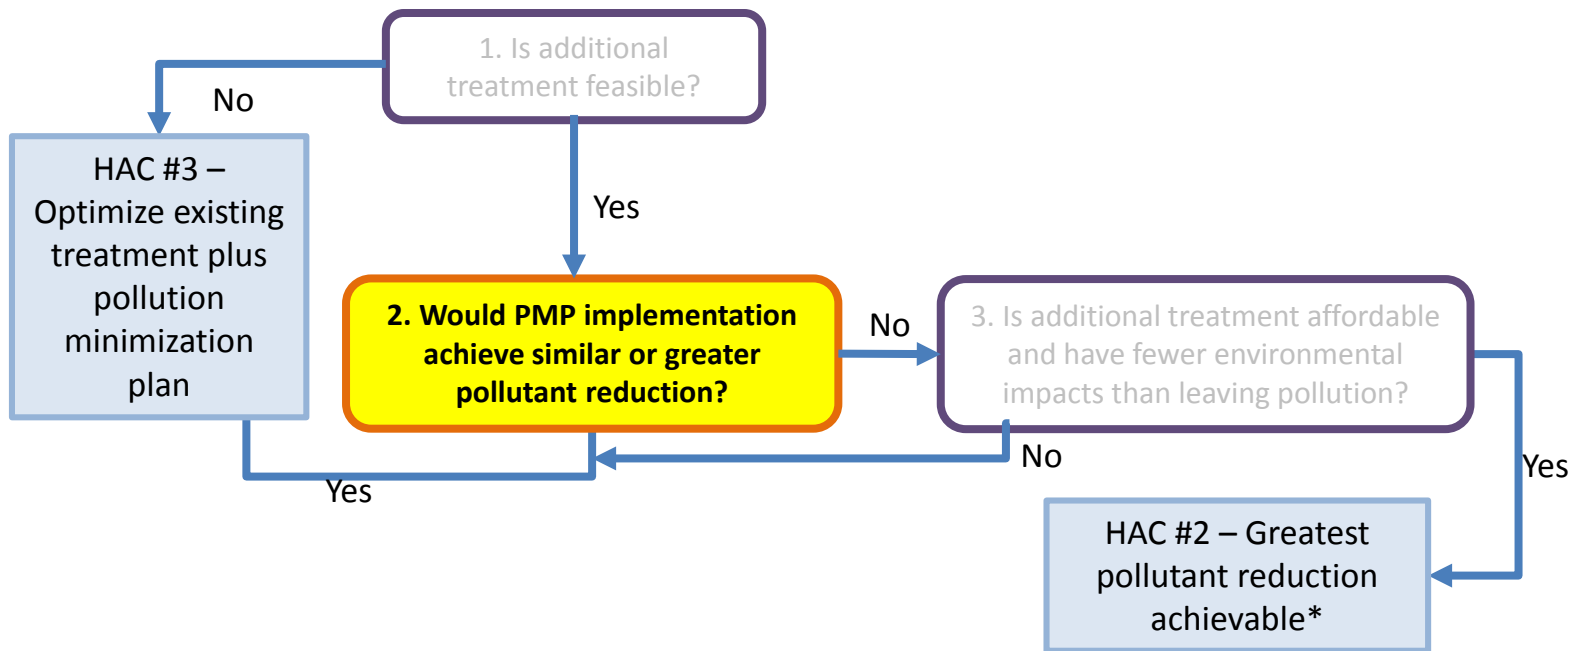 1. Is additional
treatment feasible?
No
HAC #3 –
Optimize existing
treatment plus
pollution
minimization
plan
Yes
2. Would PMP implementation
achieve similar or greater
pollutant reduction?
No
3. Is additional treatment affordable
and have fewer environmental
impacts than leaving pollution?
No
Yes
Yes
HAC #2 – Greatest
pollutant reduction
achievable*